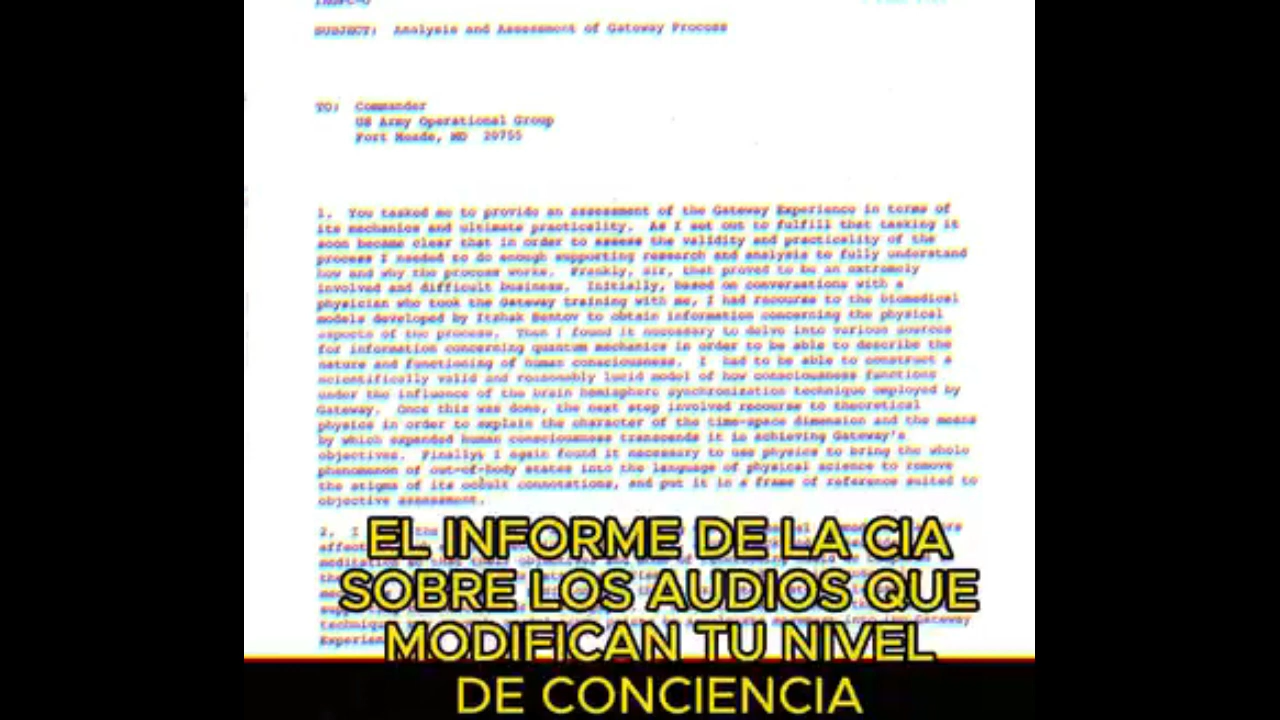 SUBJECT: Analysis and Assessment of Gateway Process
TO: Commander
US Army Operational Group
Fort Meade, MD 20755
1. You tasked me to provide an assessment of the Gateway Experience in terms of
its mechanics and ultimate practicality. As I set out to fulfill that tasking it
soon became clear that in order to assess the validity and practicality of the
process I needed to do enough supporting research and analysis to fully understand
how and why the process works. Frankly, sir, that proved to be an extremely
involved and difficult business. Initially, based on conversations with a
physician who took the Gateway training with me, I had recourse to the biomedical
models developed by Itzhak Bentov to obtain information concerning the physical
aspects of the process. Then I found it necessary to delve into various sources
for information concerning quantum mechanics in order to be able to describe the
nature and functioning of human consciousness. I had to be able to construct a
scientifically valid and reasonably lucid model of how consciousness functions
under the influence of the brain hemisphere synchronization technique employed by
Gateway. Once this was done, the next step involved recourse to theoretical
physics in order to explain the character of the time-space dimension and the means
by which expanded human consciousness transcends it in achieving Gateway's
objectives. Finally, I again found it necessary to use physics to bring the whole
phenomenon of out-of-body states into the language of physical science to remove
the stigma of its occult connotations, and put it in a frame of reference suited to
objective assessment.
2. I
EL INFORME DE LA CIA
SOBRE LOS AUDIOS QUE
MODIFICAN TU NIVEL
DE CONCIENCIA